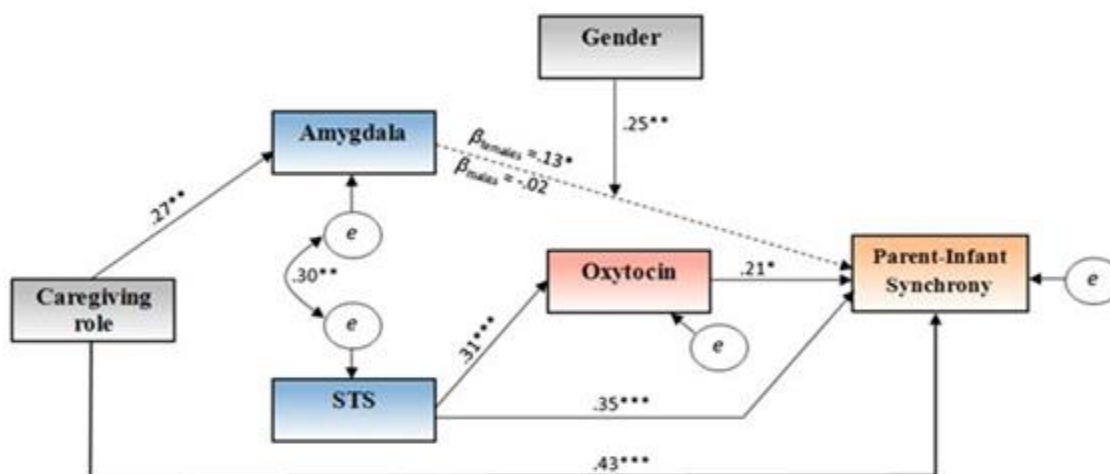 Gender
.25**
Amygdala
βfemales =.13*
βmales = -.02
.27**
e
.30**
e
Caregiving
role
Oxytocin
.21*
Parent-Infant
Synchrony
e
.31***
e
STS
.35***
.43***